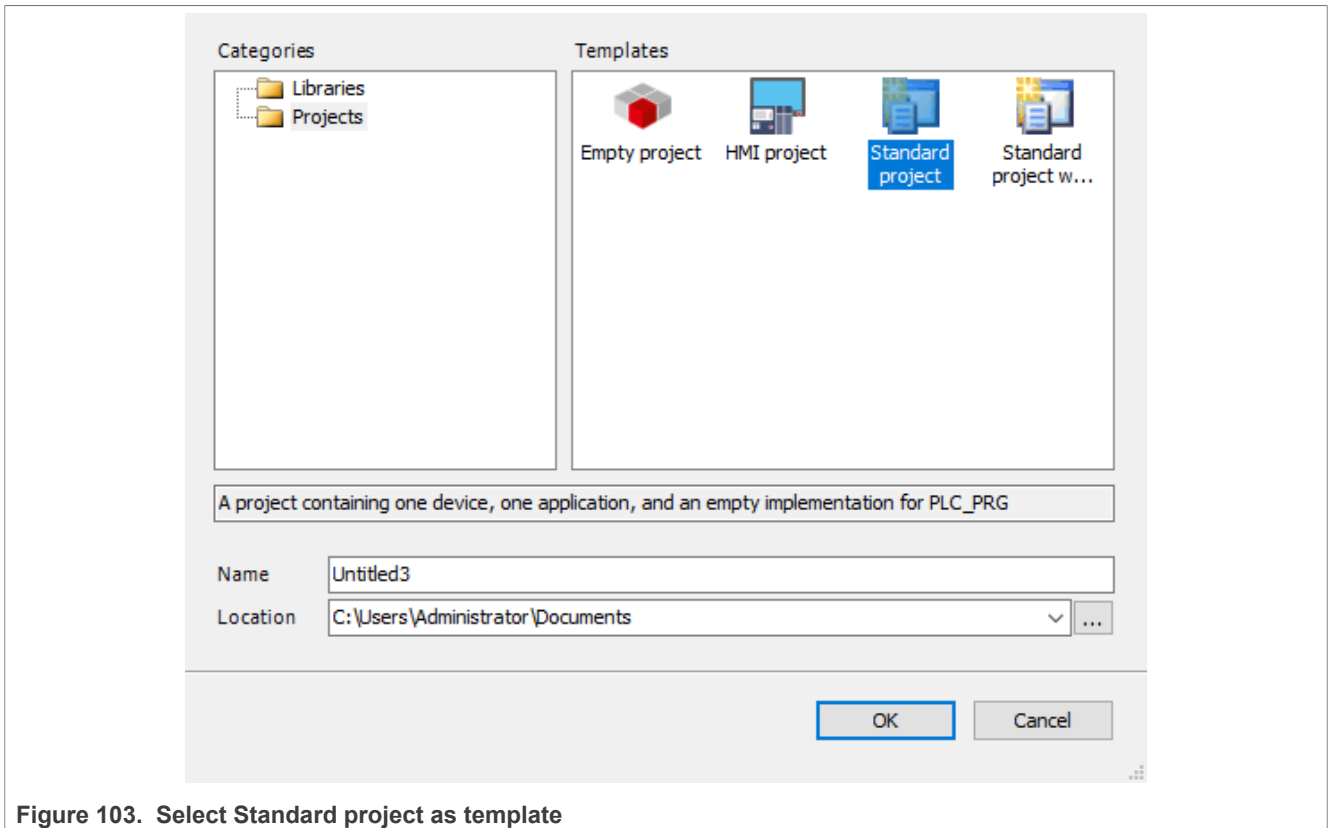 Categories
Templates
Libraries
Projects
Empty project
HMI project
Standard
project
Standard
project w...
A project containing one device, one application, and an empty implementation for PLC_PRG
Name
Untitled3
Location
C:\Users\Administrator\Documents
...
OK
Cancel
Figure 103. Select Standard project as template